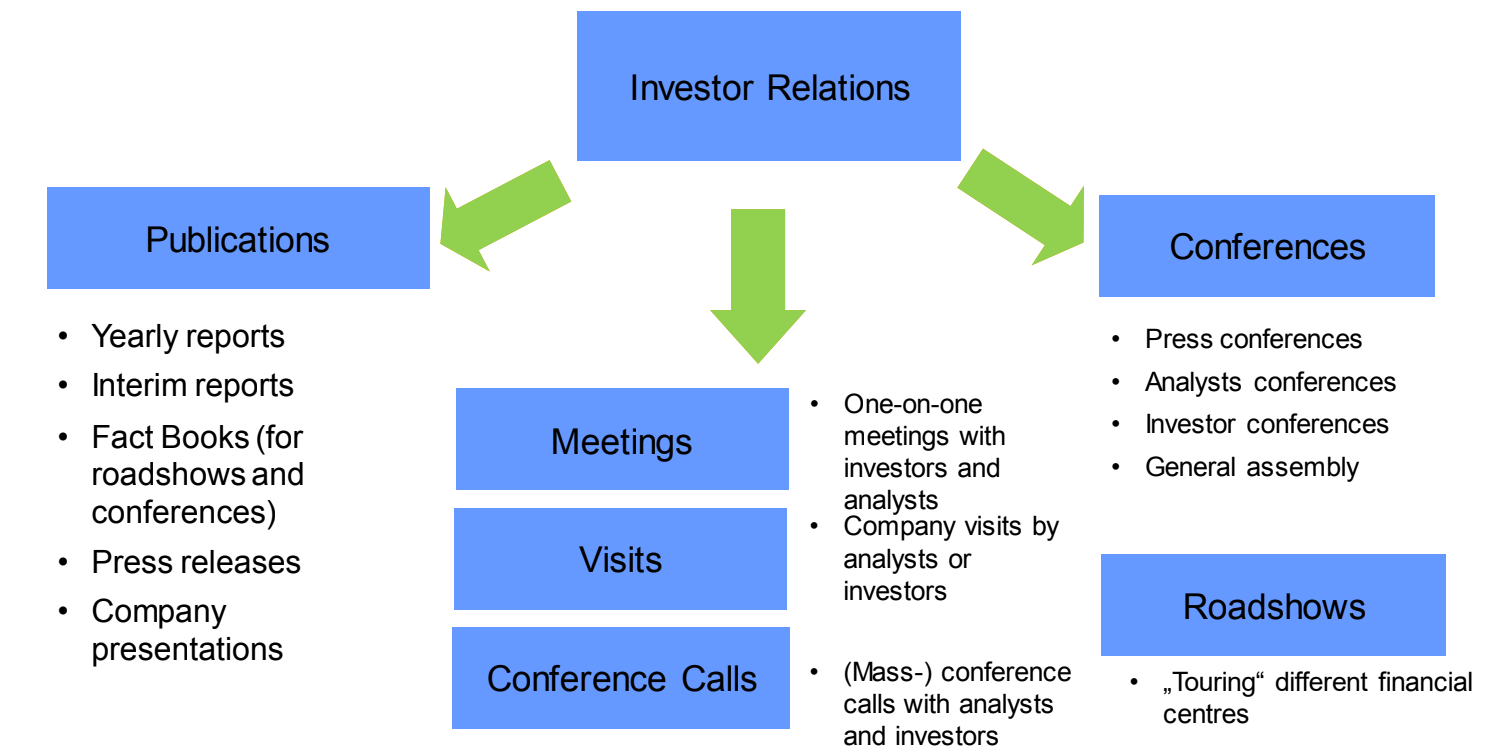 Investor Relations
Publications
• Yearly reports
• Interim reports
• Fact Books (for
roadshows and
conferences)
• Press releases
• Company
presentations
Meetings
• One-on-one
meetings with
investors and
analysts
Visits
• Company visits by
analysts or
investors
Conference Calls
• (Mass-) conference
calls with analysts
and investors
Conferences
• Press conferences
• Analysts conferences
• Investor conferences
• General assembly
Roadshows
• „Touring“ different financial
centres